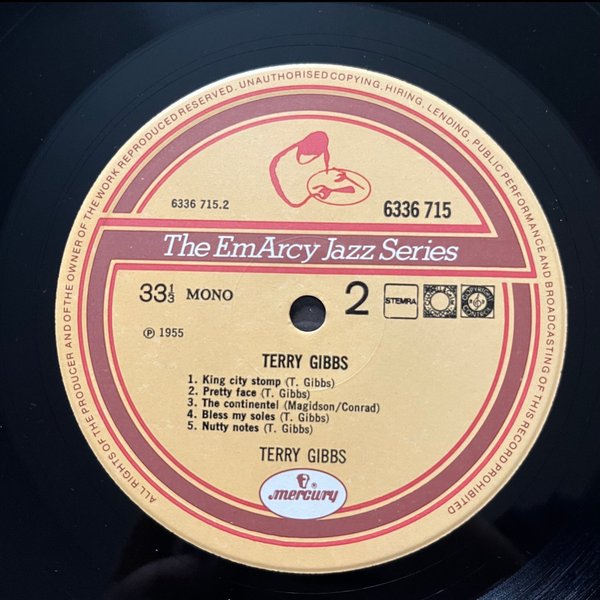 ALL RIGHTS OF THE PRODUCER AND OF THE OWNER OF THE WORK REPRODUCED RESERVED. UNAUTHORISED COPYING, HIRING, LENDING, PUBLIC PERFORMANCE AND BROADCASTING OF THIS RECORD PROHIBITED
6336 715.2
6336 715
The EmArcy Jazz Series
33⅓ MONO
2
STEMRA
℗ 1955
TERRY GIBBS
1. King city stomp (T. Gibbs)
2. Pretty face (T. Gibbs)
3. The continentel (Magidson/Conrad)
4. Bless my soles (T. Gibbs)
5. Nutty notes (T. Gibbs)
TERRY GIBBS
mercury